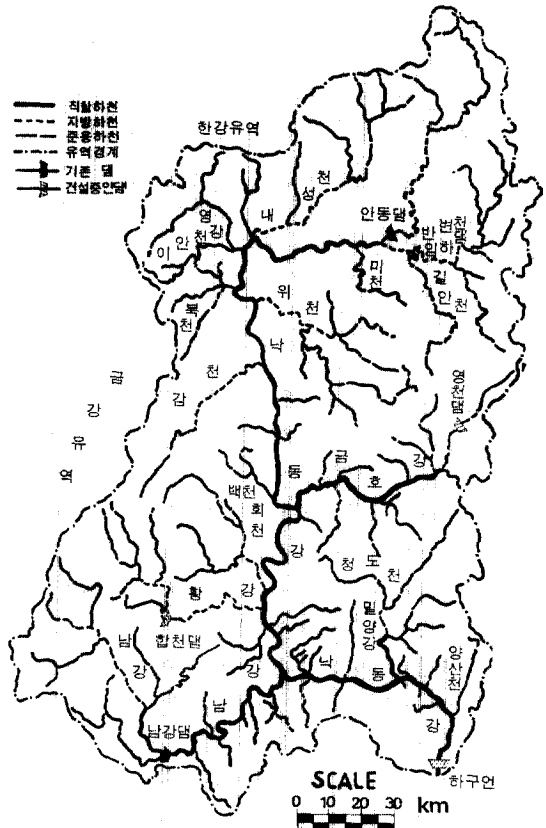 직할하천
지방하천
준용하천
유역경계
기존 댐
건설중인댐
한강유역
내성천
영강
이안천
안동댐
반변천
임하댐
길안천
미천
위천
북천
낙동강
감천
금강유역
영천댐
금호강
백천
회천
청도천
황강
합천댐
밀양강
양산천
남강
남강
낙동강
남강댐
하구언
SCALE
0 10 20 30 km